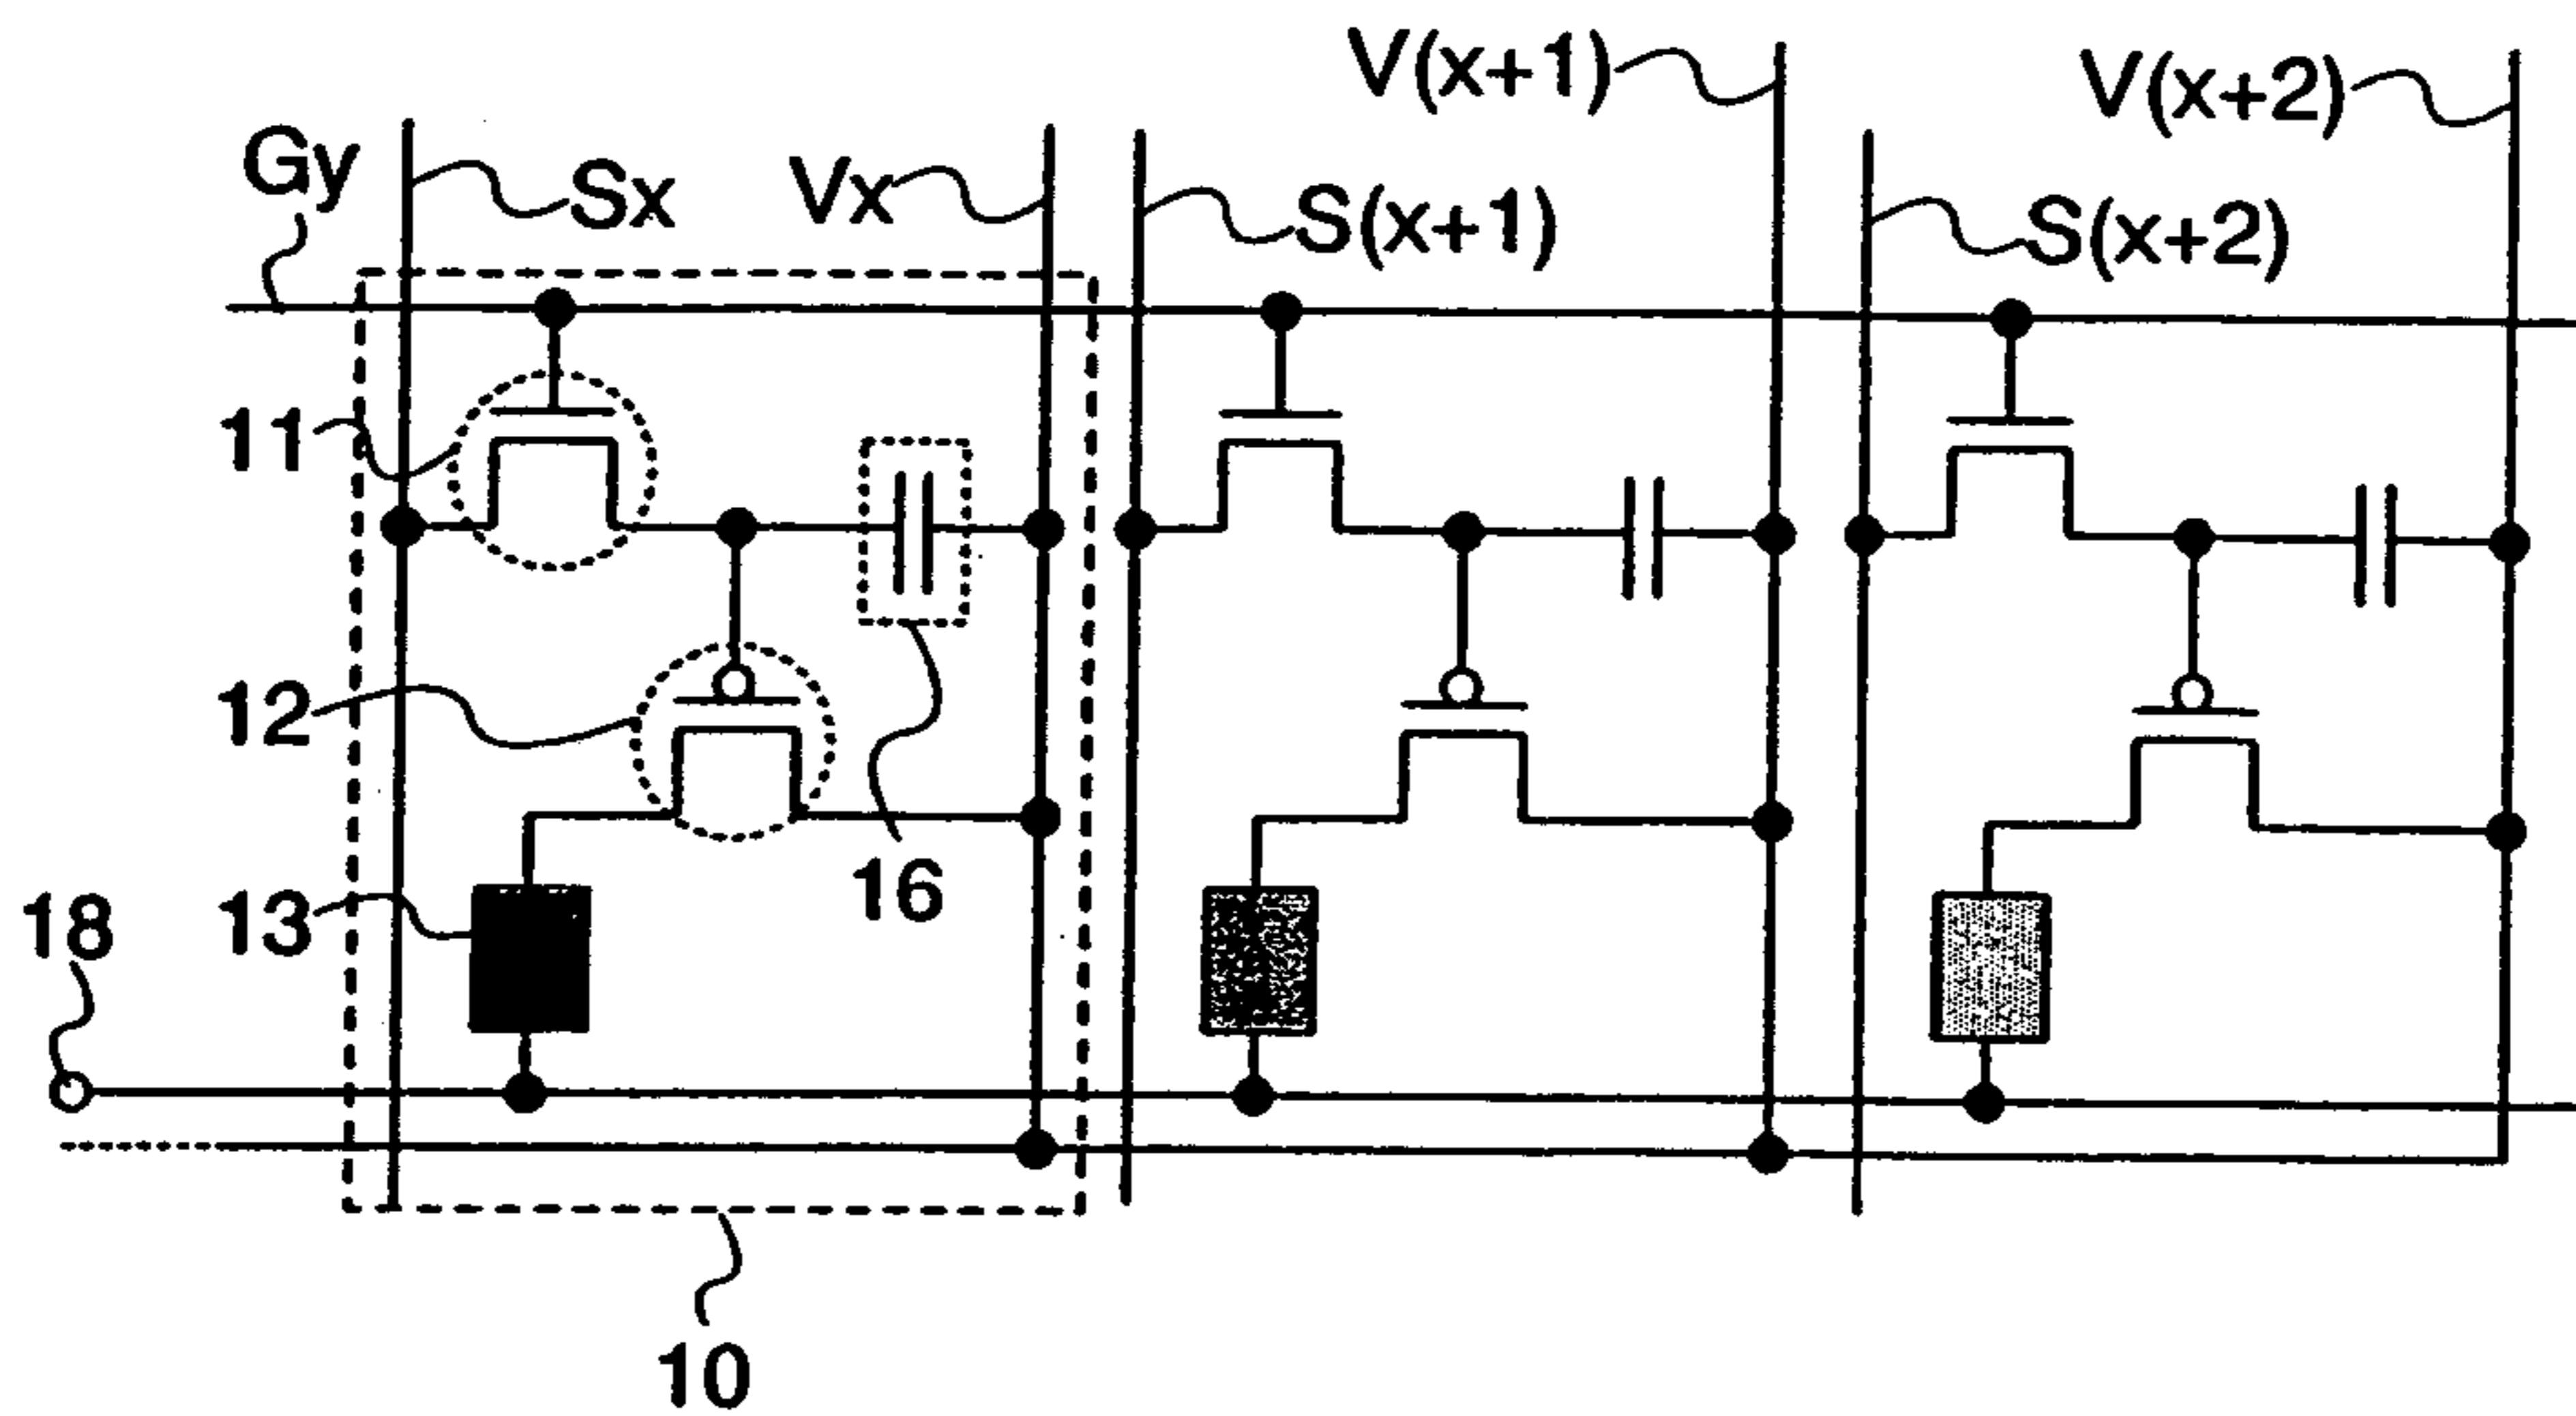 V(x+1)
V(x+2)
Gy
Sx
Vx
S(x+1)
S(x+2)
11
12
16
13
18
10